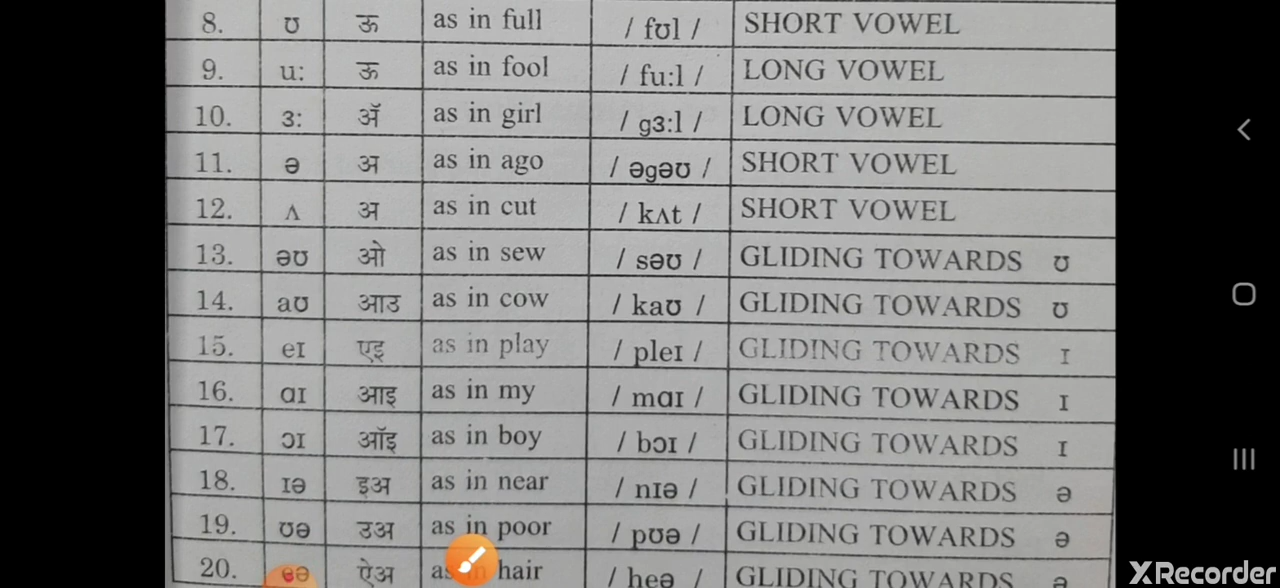 8. ʊ ऊ as in full / fʊl / SHORT VOWEL
9. u: ऊ as in fool / fu:l / LONG VOWEL
10. ɜ: अॅ as in girl / gɜ:l / LONG VOWEL
11. ə अ as in ago / əgəʊ / SHORT VOWEL
12. ʌ अ as in cut / kʌt / SHORT VOWEL
13. əʊ ओ as in sew / səʊ / GLIDING TOWARDS ʊ
14. aʊ आउ as in cow / kaʊ / GLIDING TOWARDS ʊ
15. eɪ एइ as in play / pleɪ / GLIDING TOWARDS ɪ
16. ɑɪ आइ as in my / mɑɪ / GLIDING TOWARDS ɪ
17. ɔɪ ऑइ as in boy / bɔɪ / GLIDING TOWARDS ɪ
18. ɪə इअ as in near / nɪə / GLIDING TOWARDS ə
19. ʊə उअ as in poor / pʊə / GLIDING TOWARDS ə
20. eə ऐअ as in hair / heə / GLIDING TOWARDS ə
XRecorder